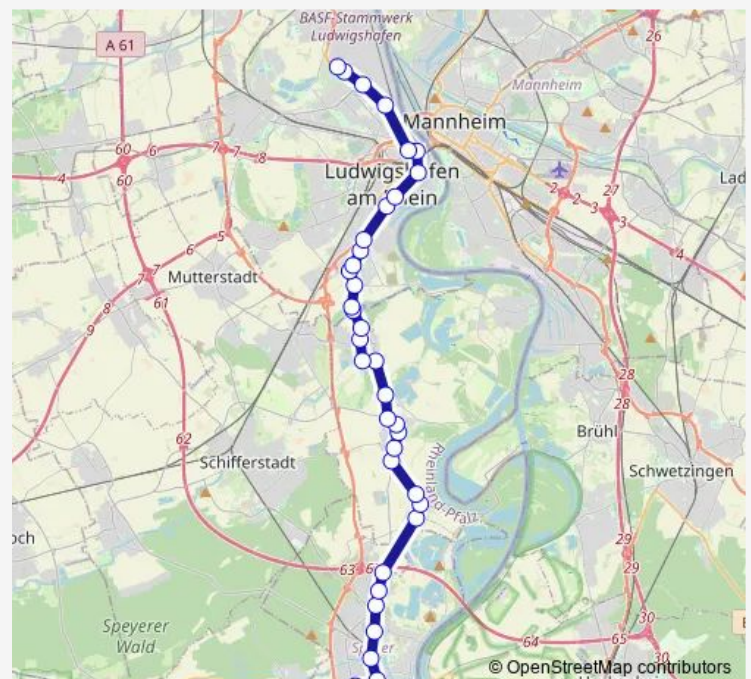 BASF Stammwerk
Ludwigshafen
26
A 61
Mannheim
Mannheim
60
6
7
7
8
60
4
Ludwigshafen
am Rhein
Lad
2
2
3
27
3
4
5
6
Mutterstadt
7
7
61
8
9
28
28
62
Brühl
Schifferstadt
Schwetzingen
Rheinland-Pfalz
och
29
29
63
6
30
64
65
30
Speyerer
Wald
© OpenStreetMap contributors